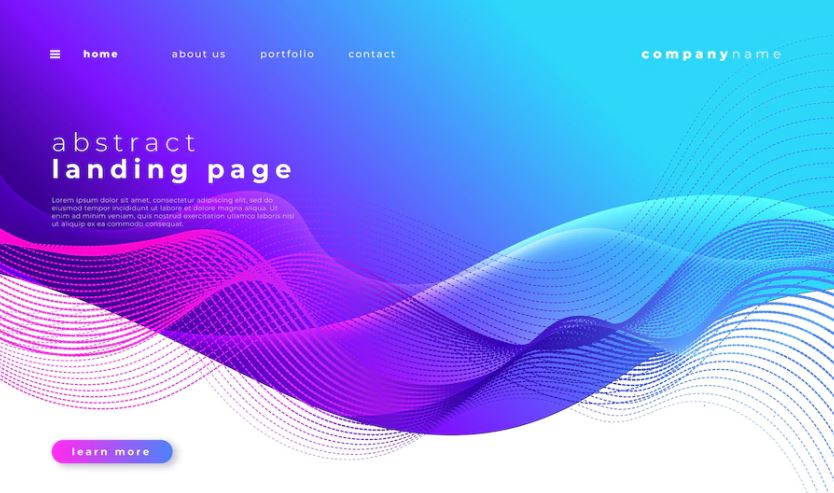 home about us portfolio contact companyname
abstract
landing page
Lorem ipsum dolor sit amet, consectetur adipiscing elit, sed do
eiusmod tempor incididunt ut labore et dolore magna aliqua. Ut
enim ad minim veniam, quis nostrud exercitation ullamco laboris nisi
ut aliquip ex ea commodo consequat.
learn more